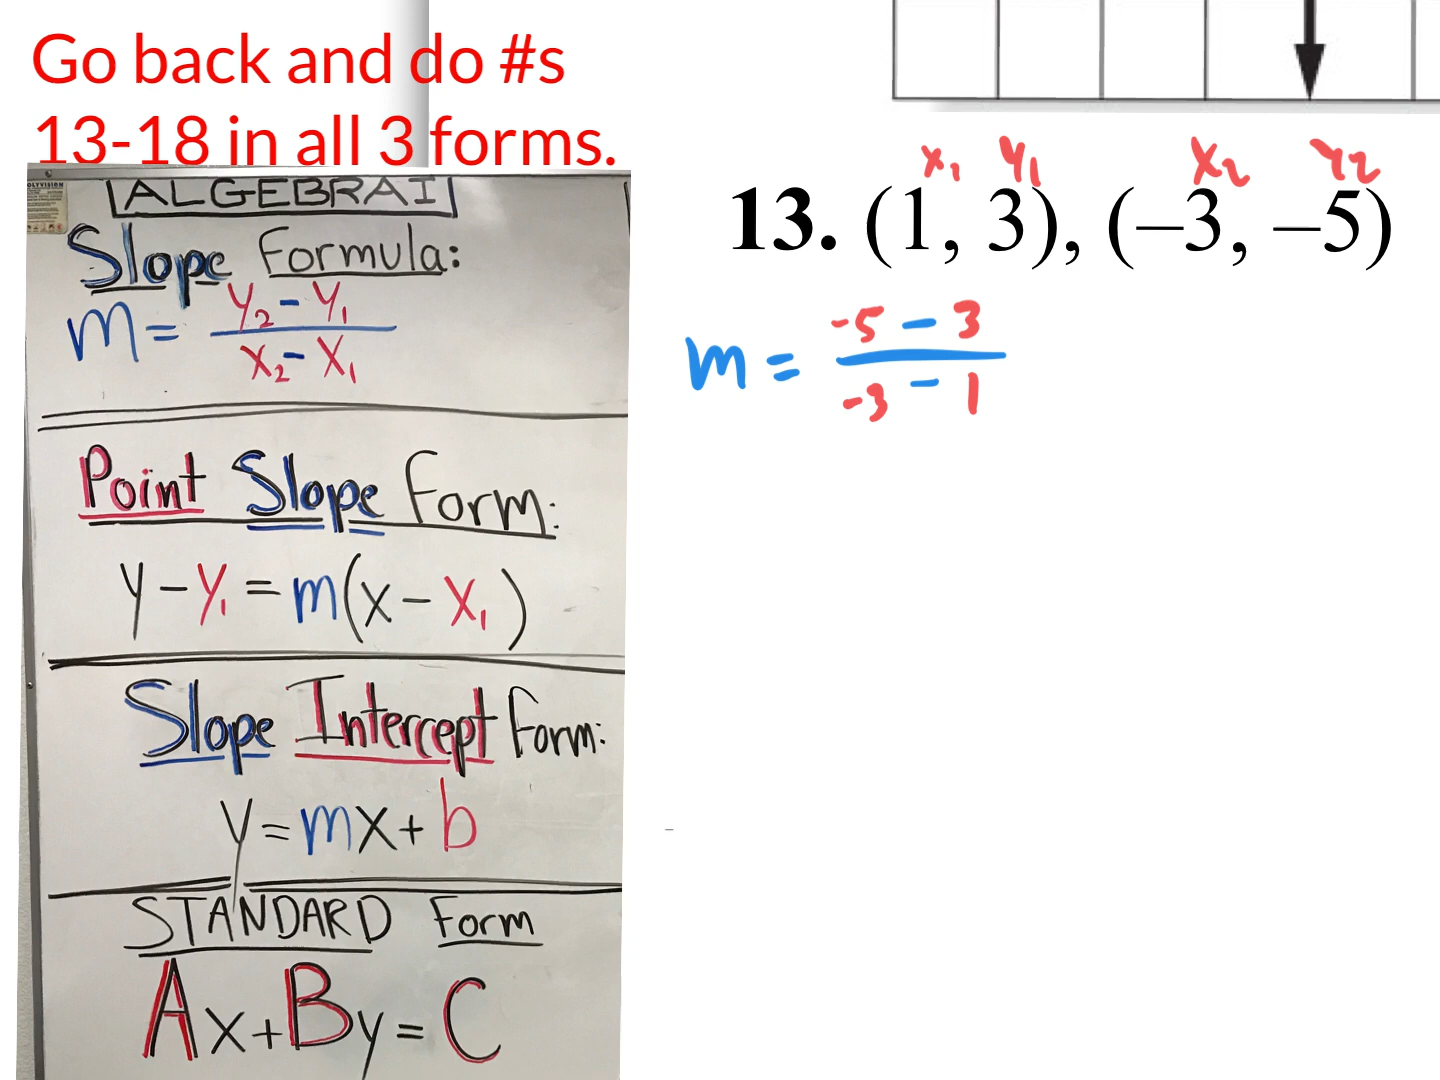 Go back and do #s
13-18 in all 3 forms.
OLYVISION
ALGEBRA I
Slope Formula:
m = y₂ - y₁
x₂ - x₁
Point Slope Form:
y - y₁ = m(x - x₁)
Slope Intercept Form:
y = mx + b
STANDARD Form
Ax + By = C
x₁ y₁ x₂ y₂
13. (1, 3), (–3, –5)
m = -5 - 3
-3 - 1